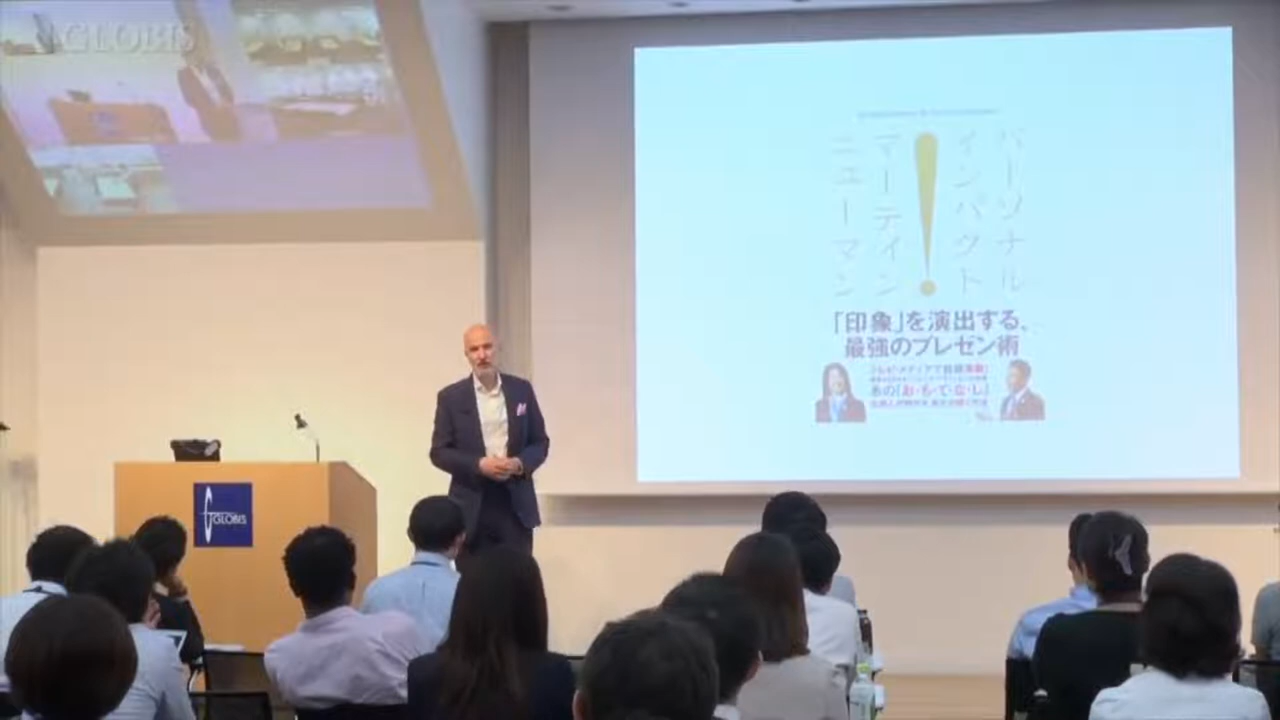 GLOBIS
パーソナル
インパクト
マーティン
ニューマン
「印象」を演出する、
最強のプレゼン術
あの「お・も・て・な・し」
GLOBIS